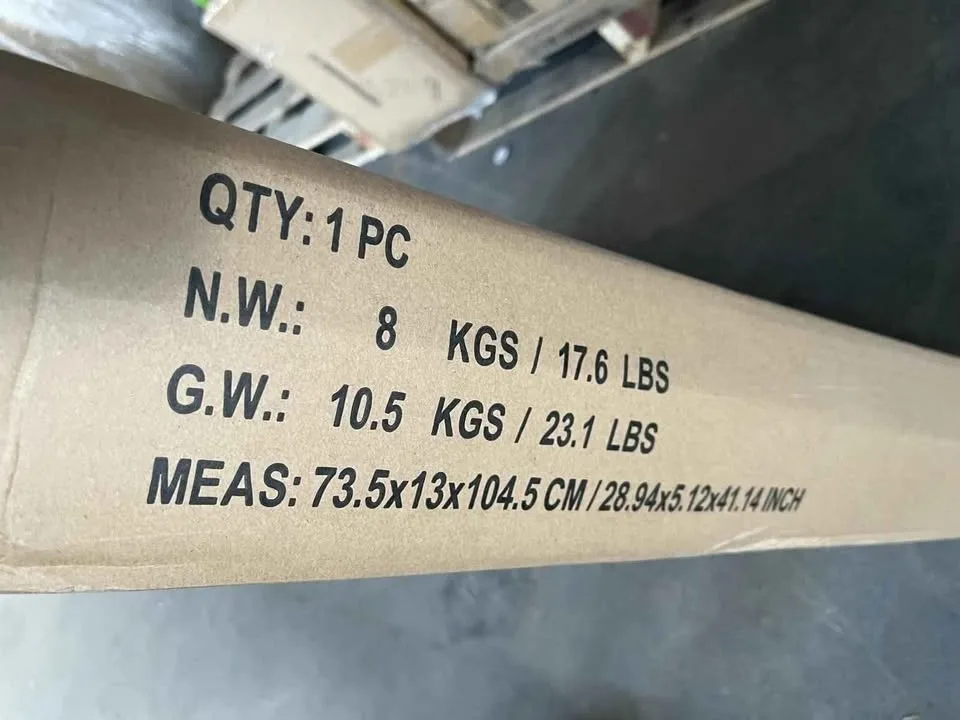 QTY: 1 PC
N.W.: 8 KGS / 17.6 LBS
G.W.: 10.5 KGS / 23.1 LBS
MEAS: 73.5x13x104.5 CM / 28.94x5.12x41.14 INCH